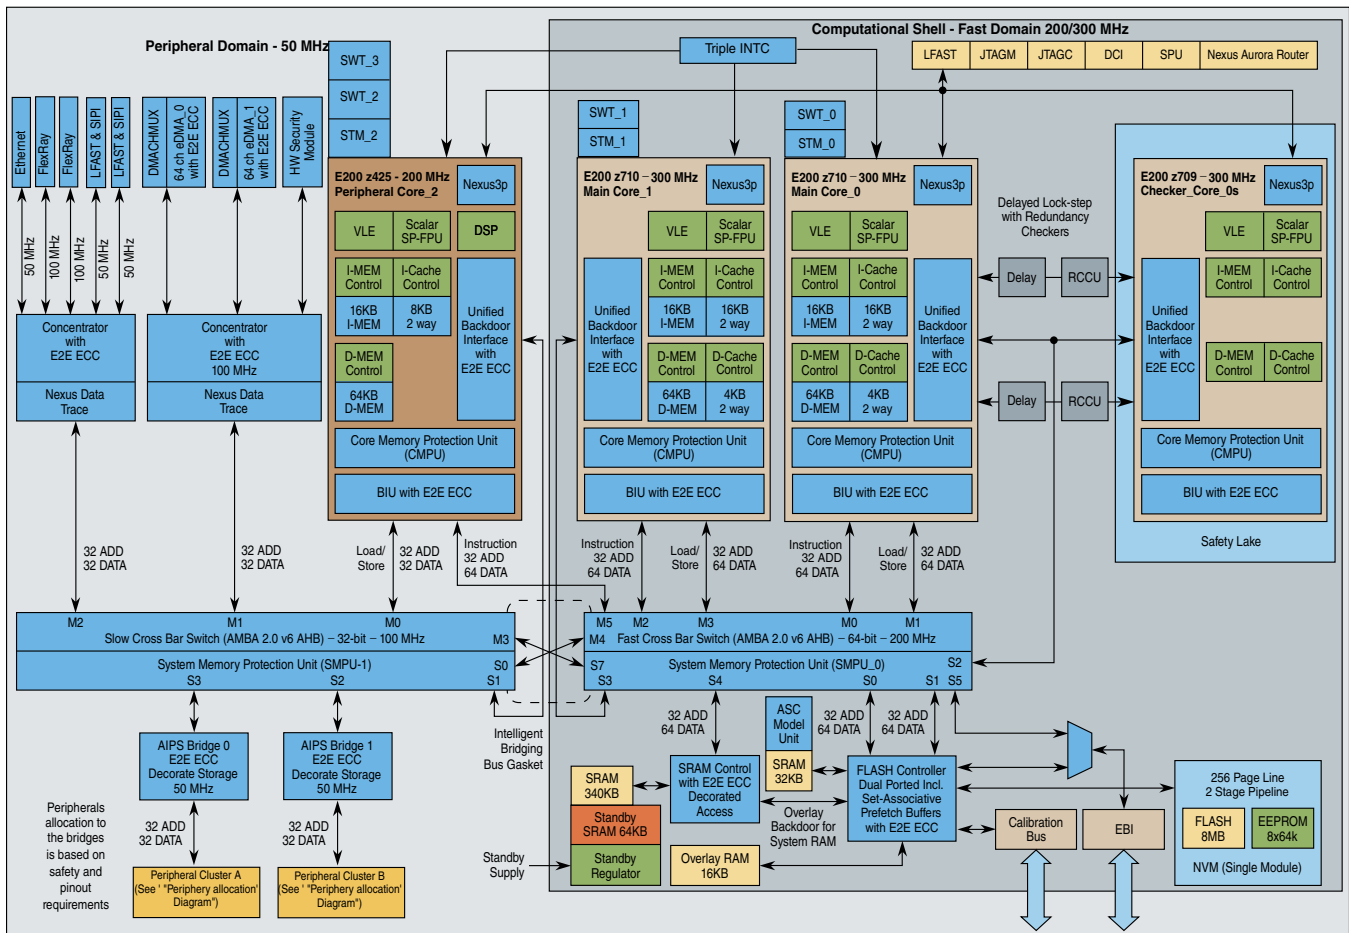 Peripheral Domain - 50 MHz
Computational Shell - Fast Domain 200/300 MHz
SWT_3
SWT_2
STM_2
Triple INTC
LFAST
JTAGM
JTAGC
DCI
SPU
Nexus Aurora Router
Ethernet
FlexRay
FlexRay
LFAST & SIPI
LFAST & SIPI
DMACHMUX
64 ch eDMA_0
with E2E ECC
DMACHMUX
64 ch eDMA_1
with E2E ECC
HW Security
Module
SWT_1
STM_1
SWT_0
STM_0
50 MHz
100 MHz
100 MHz
50 MHz
50 MHz
E200 z425 - 200 MHz
Peripheral Core_2
Nexus3p
VLE
Scalar
SP-FPU
DSP
I-MEM
Control
I-Cache
Control
16KB
I-MEM
8KB
2 way
D-MEM
Control
64KB
D-MEM
Unified
Backdoor
Interface
with
E2E ECC
Core Memory Protection Unit
(CMPU)
BIU with E2E ECC
E200 z710 – 300 mHz
Main Core_1
Nexus3p
VLE
Scalar
SP-FPU
Unified
Backdoor
Interface
with
E2E ECC
I-MEM
Control
I-Cache
Control
16KB
I-MEM
16KB
2 way
D-MEM
Control
D-Cache
Control
64KB
D-MEM
4KB
2 way
Core Memory Protection Unit
(CMPU)
BIU with E2E ECC
E200 z710 – 300 mHz
Main Core_0
Nexus3p
VLE
Scalar
SP-FPU
I-MEM
Control
I-Cache
Control
16KB
I-MEM
16KB
2 way
D-MEM
Control
D-Cache
Control
64KB
D-MEM
4KB
2 way
Unified
Backdoor
Interface
with
E2E ECC
Core Memory Protection Unit
(CMPU)
BIU with E2E ECC
Delayed Lock-step
with Redundancy
Checkers
Delay
RCCU
Delay
RCCU
E200 z709 – 300 mHz
Checker_Core_0s
Nexus3p
VLE
Scalar
SP-FPU
Unified
Backdoor
Interface
with
E2E ECC
I-MEM
Control
I-Cache
Control
D-MEM
Control
D-Cache
Control
Core Memory Protection Unit
(CMPU)
BIU with E2E ECC
Safety Lake
Concentrator
with
E2E ECC
Nexus Data
Trace
Concentrator
with
E2E ECC
100 MHz
Nexus Data
Trace
32 ADD
32 DATA
32 ADD
32 DATA
Load/
Store
32 ADD
32 DATA
Instruction
32 ADD
64 DATA
Instruction
32 ADD
64 DATA
Load/
Store
32 ADD
64 DATA
Instruction
32 ADD
64 DATA
Load/
Store
32 ADD
64 DATA
M2
M1
M0
Slow Cross Bar Switch (AMBA 2.0 v6 AHB) – 32-bit – 100 MHz
M3
System Memory Protection Unit (SMPU-1)
S0
S3
S2
S1
M5
M2
M3
M0
M1
M4
Fast Cross Bar Switch (AMBA 2.0 v6 AHB) – 64-bit – 200 MHz
S7
System Memory Protection Unit (SMPU_0)
S2
S3
S4
S0
S1
S5
Intelligent
Bridging
Bus Gasket
AIPS Bridge 0
E2E ECC
Decorate Storage
50 MHz
AIPS Bridge 1
E2E ECC
Decorate Storage
50 MHz
32 ADD
32 DATA
32 ADD
32 DATA
Peripherals
allocation to
the bridges
is based on
safety and
pinout
requirements
Peripheral Cluster A
(See ' "Periphery allocation'
Diagram")
Peripheral Cluster B
(See ' "Periphery allocation'
Diagram")
32 ADD
64 DATA
ASC
Model
Unit
SRAM
32KB
32 ADD
64 DATA
32 ADD
64 DATA
SRAM
340KB
Standby
SRAM 64KB
Standby
Regulator
Standby
Supply
SRAM Control
with E2E ECC
Decorated
Access
FLASH Controller
Dual Ported Incl.
Set-Associative
Prefetch Buffers
with E2E ECC
Overlay
Backdoor for
System RAM
Overlay RAM
16KB
Calibration
Bus
EBI
256 Page Line
2 Stage Pipeline
FLASH
8MB
EEPROM
8x64k
NVM (Single Module)